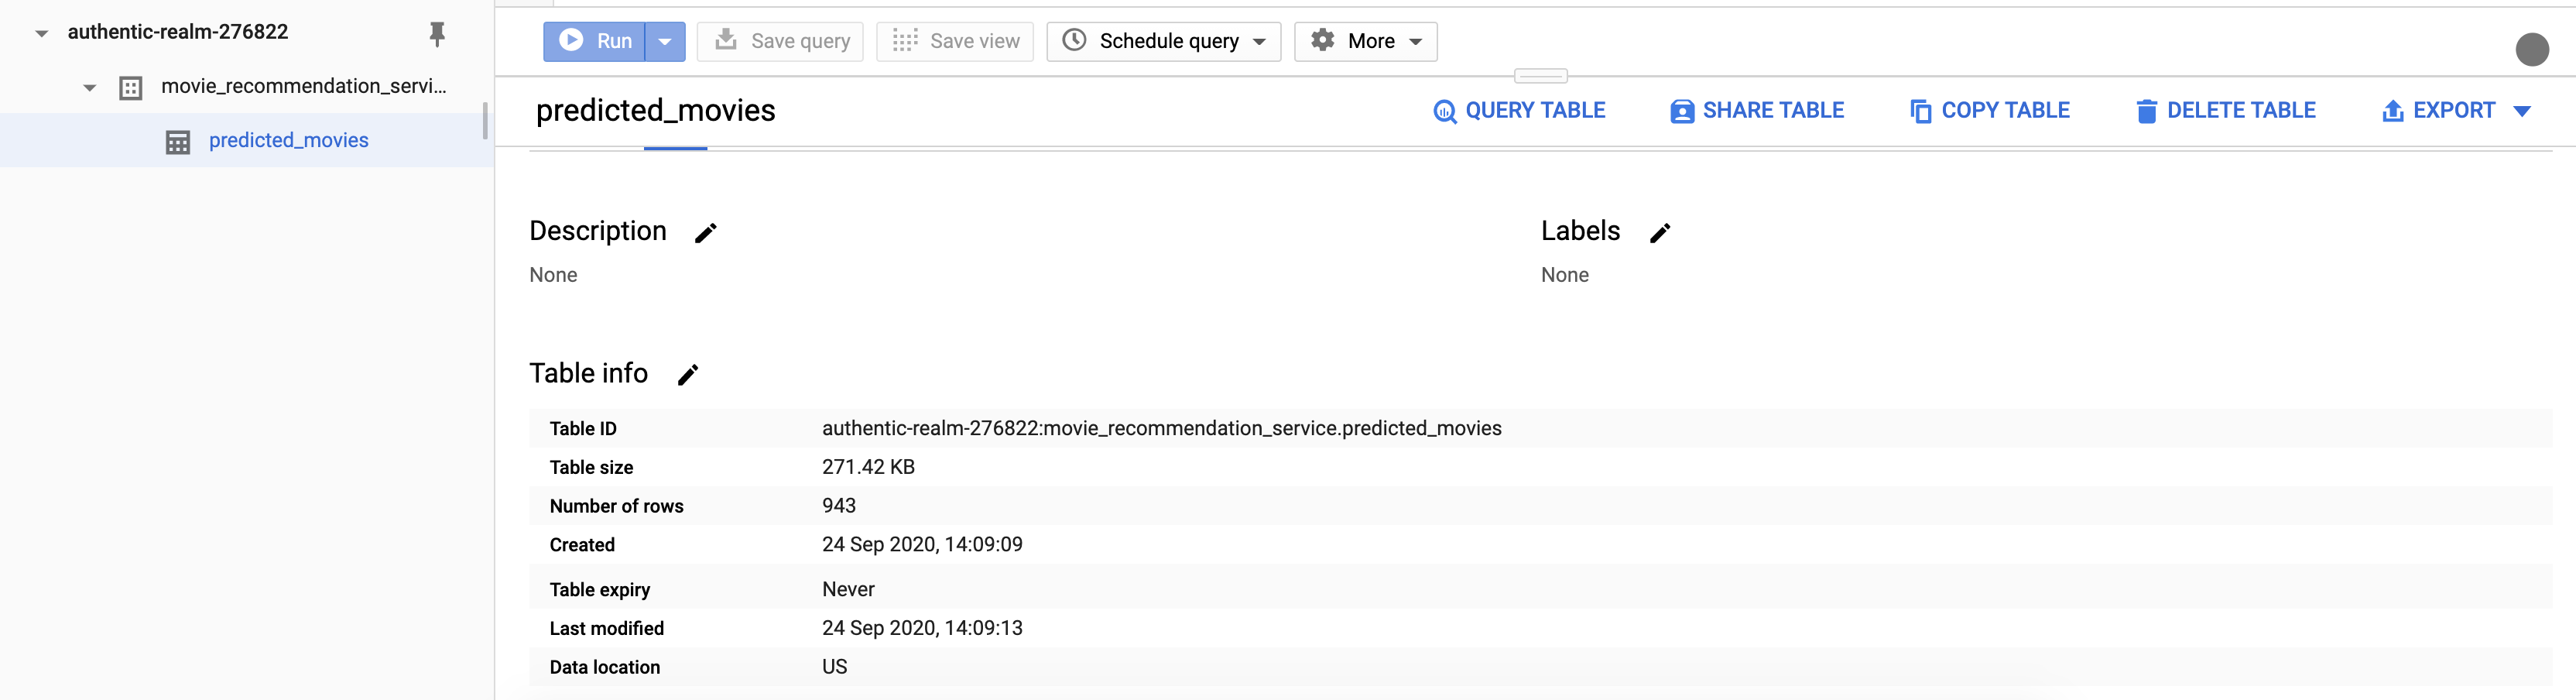 authentic-realm-276822
movie_recommendation_servi...
predicted_movies
Run Save query Save view Schedule query More
predicted_movies QUERY TABLE SHARE TABLE COPY TABLE DELETE TABLE EXPORT
Description Labels
None None
Table info
Table ID authentic-realm-276822:movie_recommendation_service.predicted_movies
Table size 271.42 KB
Number of rows 943
Created 24 Sep 2020, 14:09:09
Table expiry Never
Last modified 24 Sep 2020, 14:09:13
Data location US